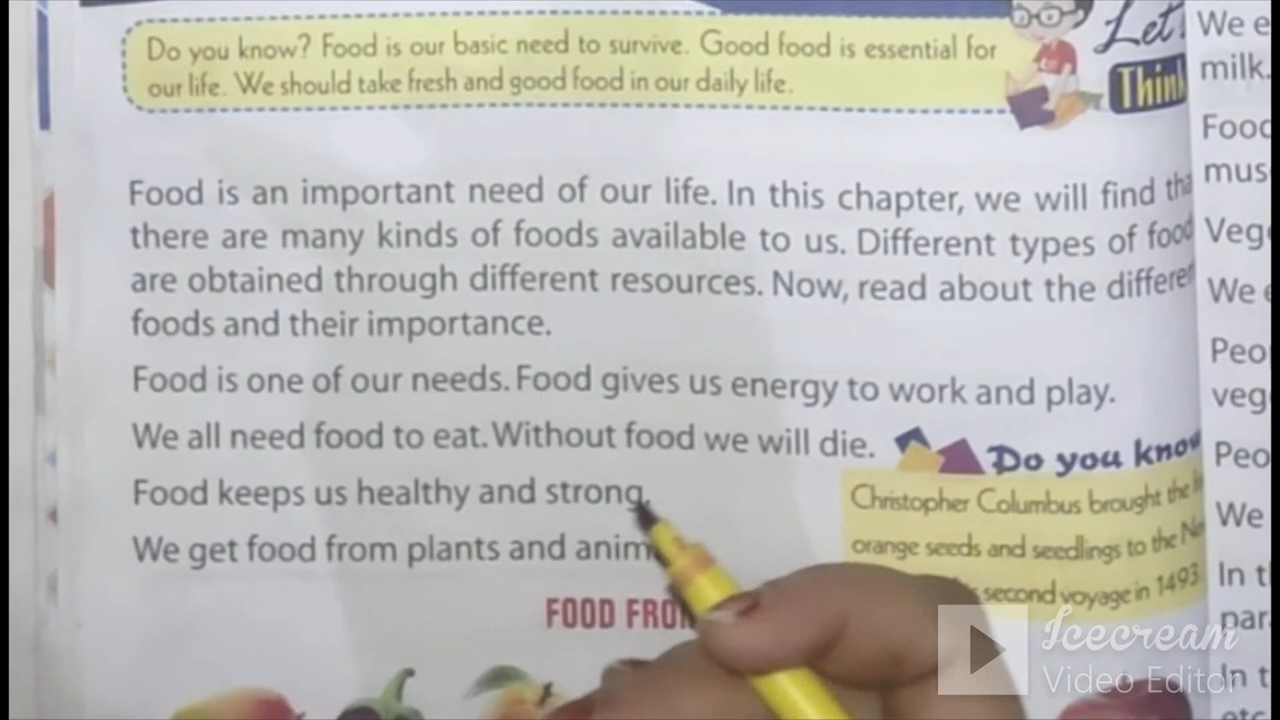 Do you know? Food is our basic need to survive. Good food is essential for
our life. We should take fresh and good food in our daily life.
Let's
Think
Food is an important need of our life. In this chapter, we will find
there are many kinds of foods available to us. Different types of food
are obtained through different resources. Now, read about the
foods and their importance.
Food is one of our needs. Food gives us energy to work and play.
We all need food to eat. Without food we will die.
Food keeps us healthy and strong.
We get food from plants and
Do you know
Christopher Columbus brought the
orange seeds and seedlings to the
second voyage in 1493
FOOD
We
milk.
We
We
In
In
Icecream
Video Editor